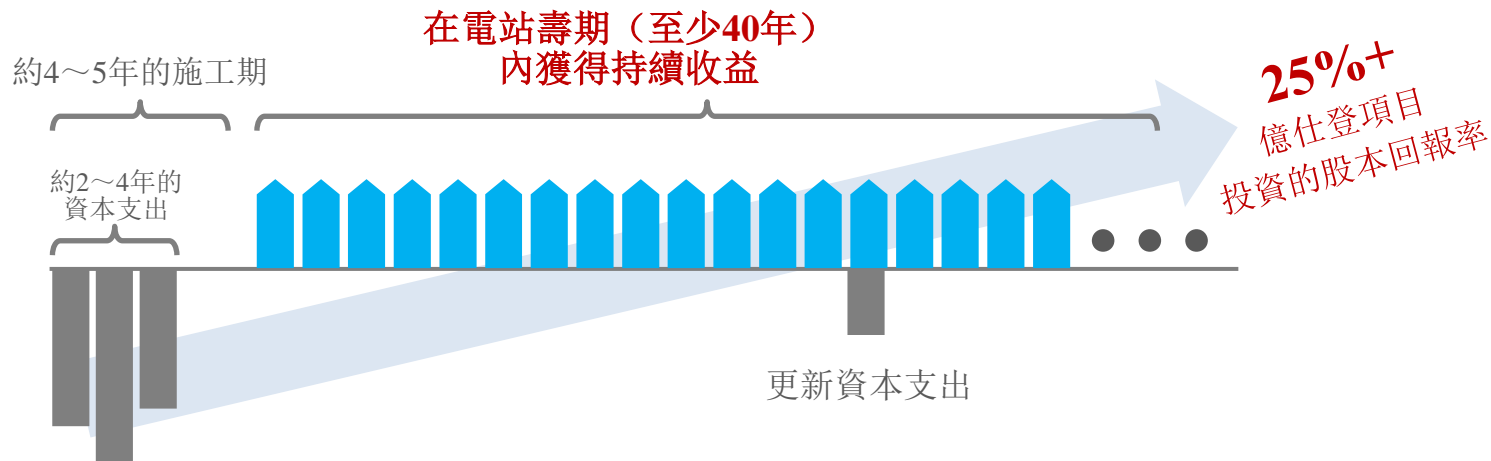 在電站壽期（至少40年）
內獲得持續收益
約4～5年的施工期
約2～4年的
資本支出
25%+
億仕登項目
投資的股本回報率
更新資本支出